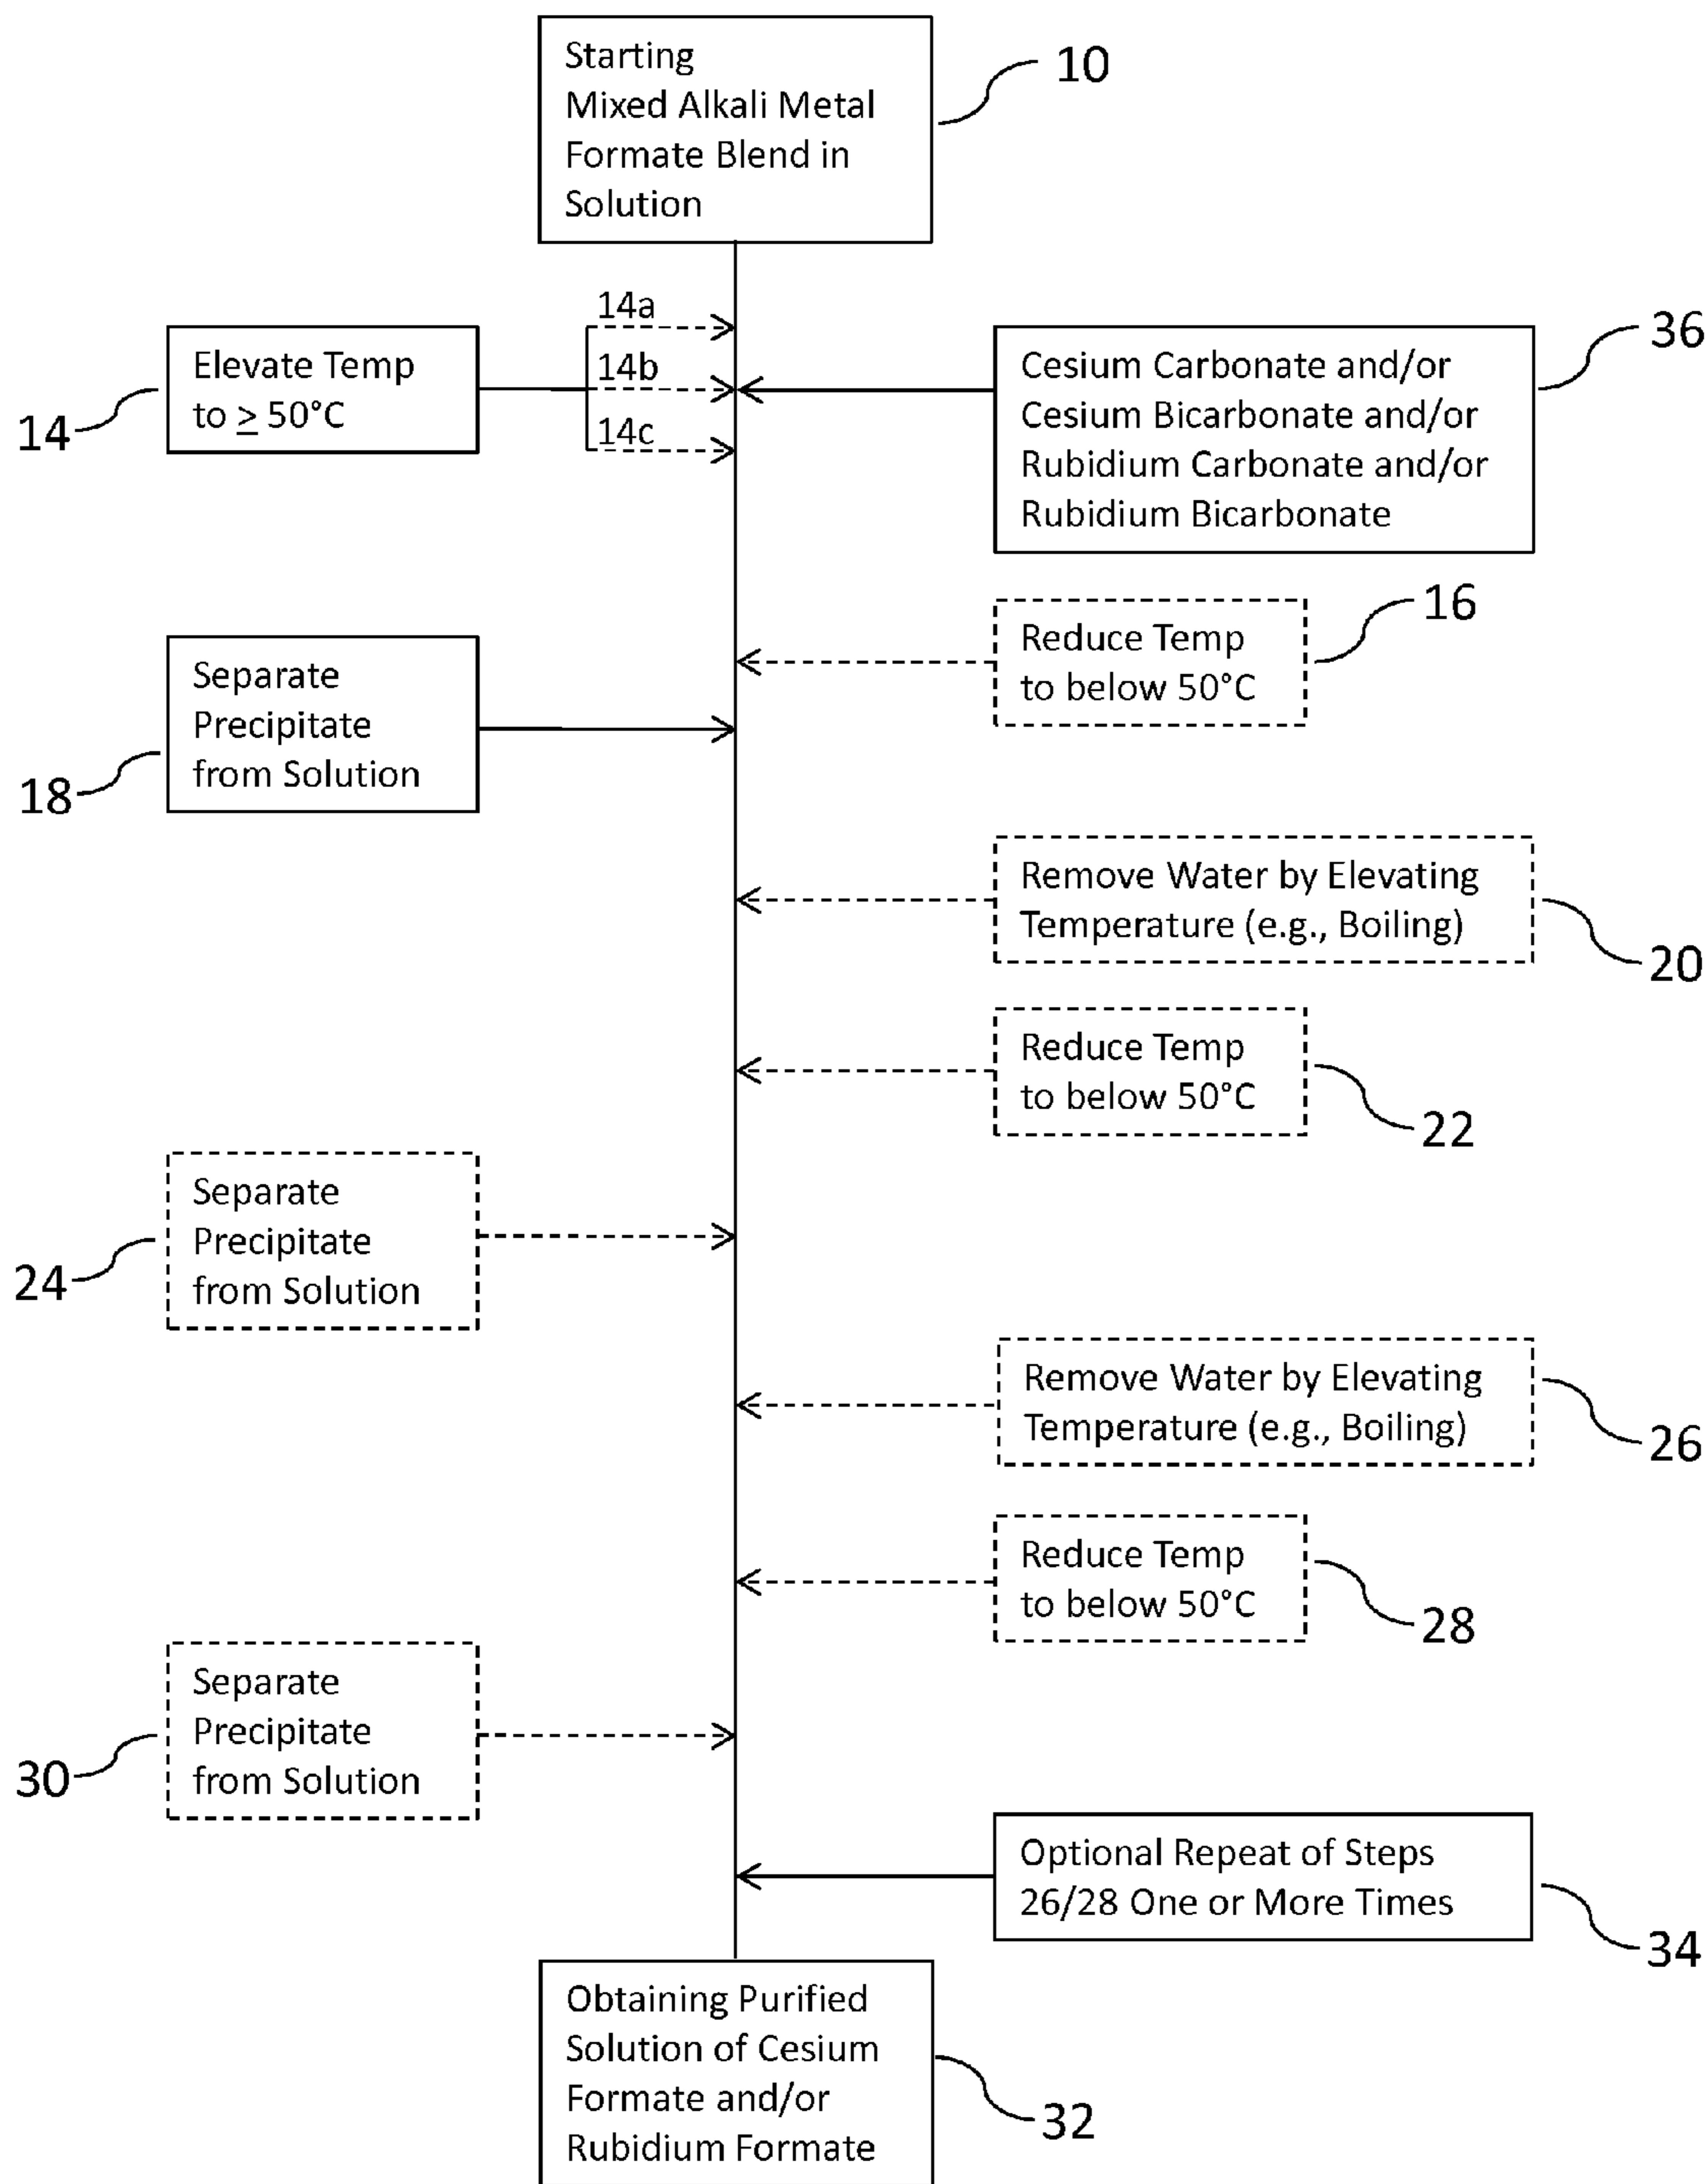 Starting
Mixed Alkali Metal
Formate Blend in
Solution
10
14a
14b
14c
Elevate Temp
to ≥ 50°C
14
Cesium Carbonate and/or
Cesium Bicarbonate and/or
Rubidium Carbonate and/or
Rubidium Bicarbonate
36
Reduce Temp
to below 50°C
16
Separate
Precipitate
from Solution
18
Remove Water by Elevating
Temperature (e.g., Boiling)
20
Reduce Temp
to below 50°C
22
Separate
Precipitate
from Solution
24
Remove Water by Elevating
Temperature (e.g., Boiling)
26
Reduce Temp
to below 50°C
28
Separate
Precipitate
from Solution
30
Optional Repeat of Steps
26/28 One or More Times
34
Obtaining Purified
Solution of Cesium
Formate and/or
Rubidium Formate
32